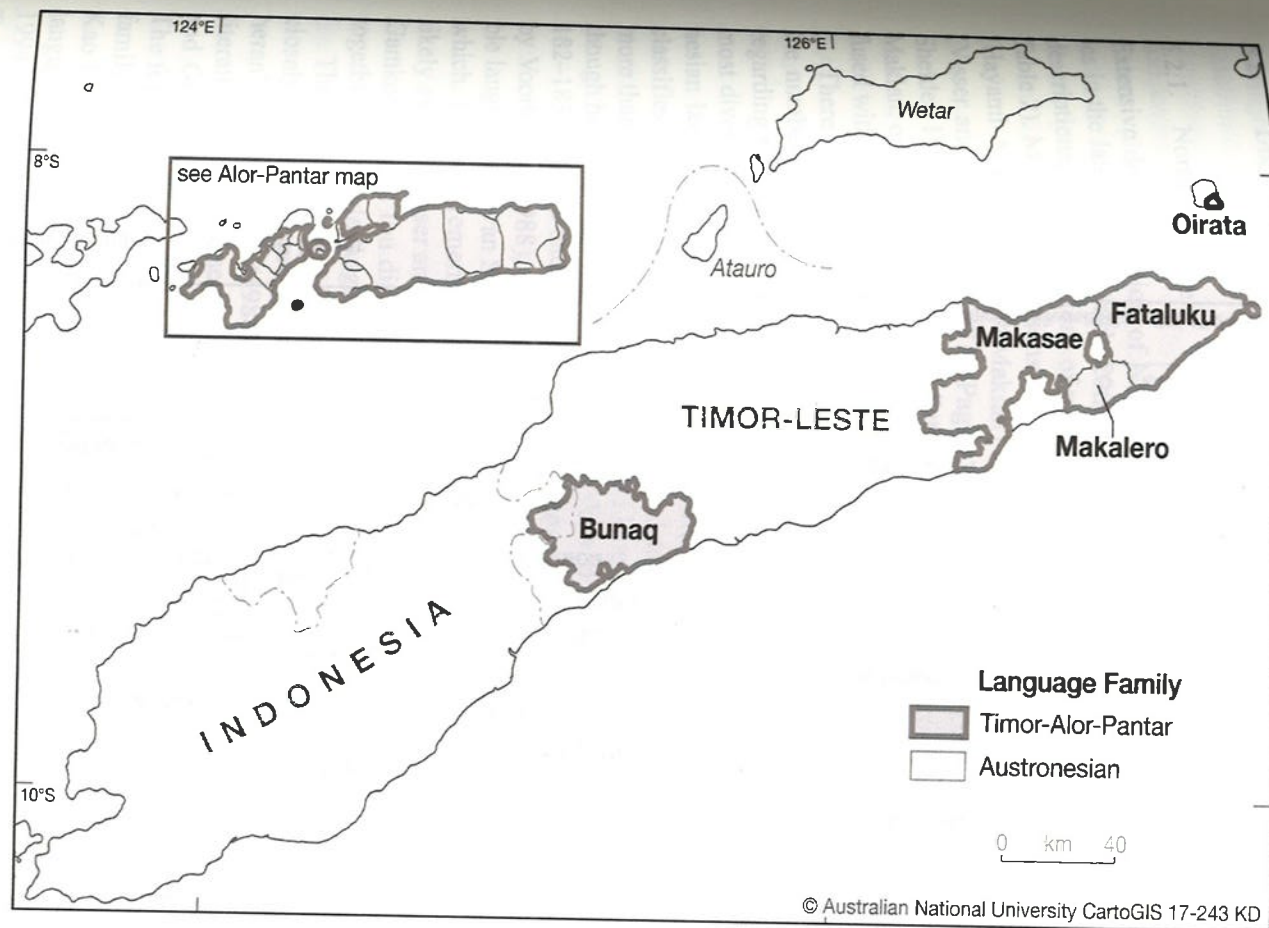 124°E
126°E
Wetar
8°S
see Alor-Pantar map
Oirata
Atauro
Fataluku
Makasae
TIMOR-LESTE
Makalero
Bunaq
INDONESIA
Language Family
Timor-Alor-Pantar
Austronesian
10°S
0 km 40
© Australian National University CartoGIS 17-243 KD